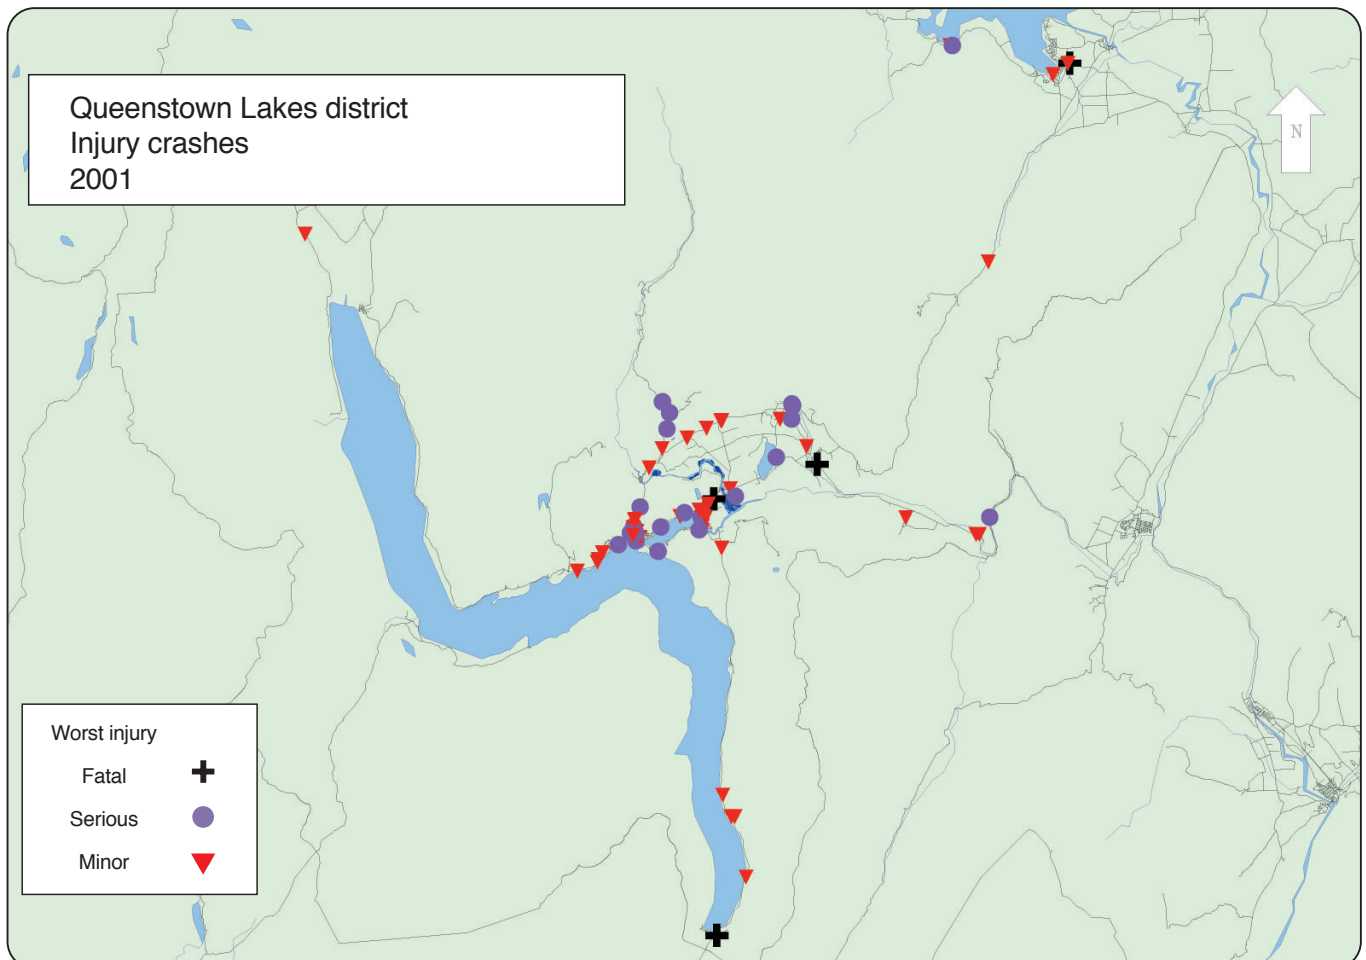 Queenstown Lakes district
Injury crashes
2001
N
Worst injury
Fatal
Serious
Minor